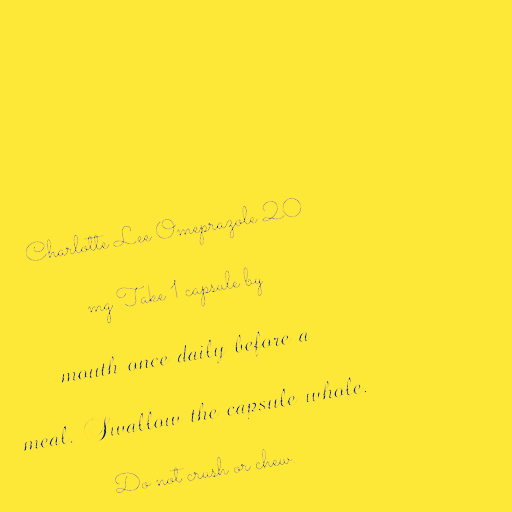 Charlotte Lee Omeprazole 20
mg Take 1 capsule by
mouth once daily before a
meal. Swallow the capsule whole.
Do not crush or chew